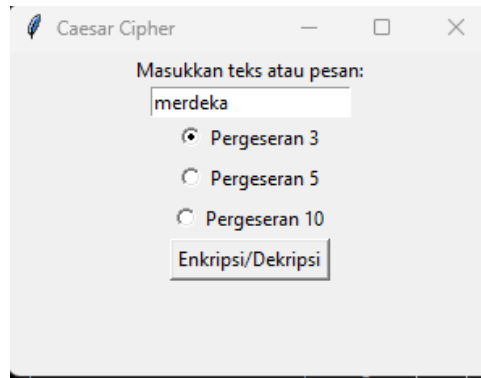 Caesar Cipher
Masukkan teks atau pesan:
merdeka
Pergeseran 3
Pergeseran 5
Pergeseran 10
Enkripsi/Dekripsi